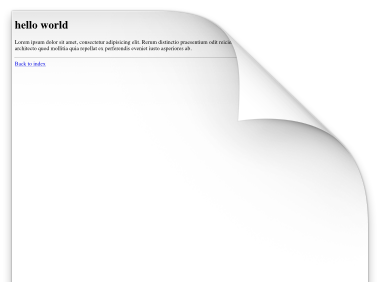 hello world
Lorem ipsum dolor sit amet, consectetur adipisicing elit. Rerum distinctio praesentium odit
architecto quod mollitia quia repellat ex perferendis eveniet iusto asperiores ab.
Back to index